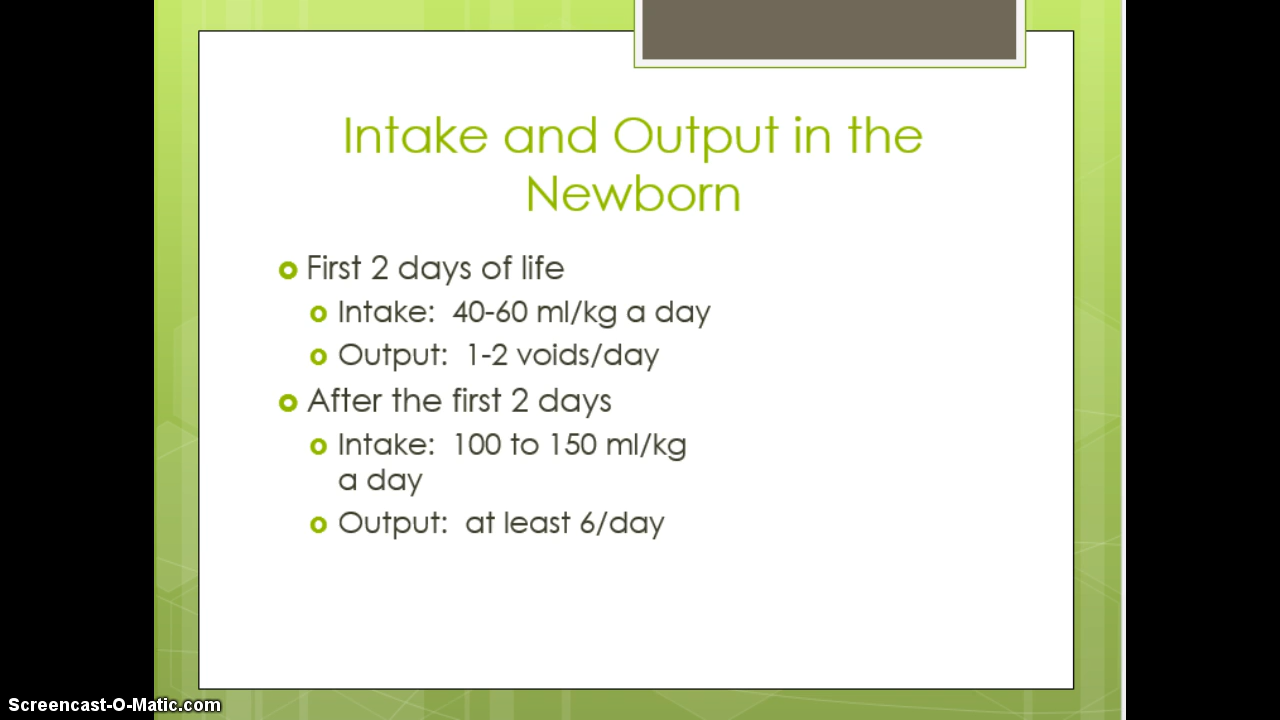 Intake and Output in the
Newborn
First 2 days of life
Intake:  40-60 ml/kg a day
Output:  1-2 voids/day
After the first 2 days
Intake:  100 to 150 ml/kg
a day
Output:  at least 6/day
Screencast-O-Matic.com